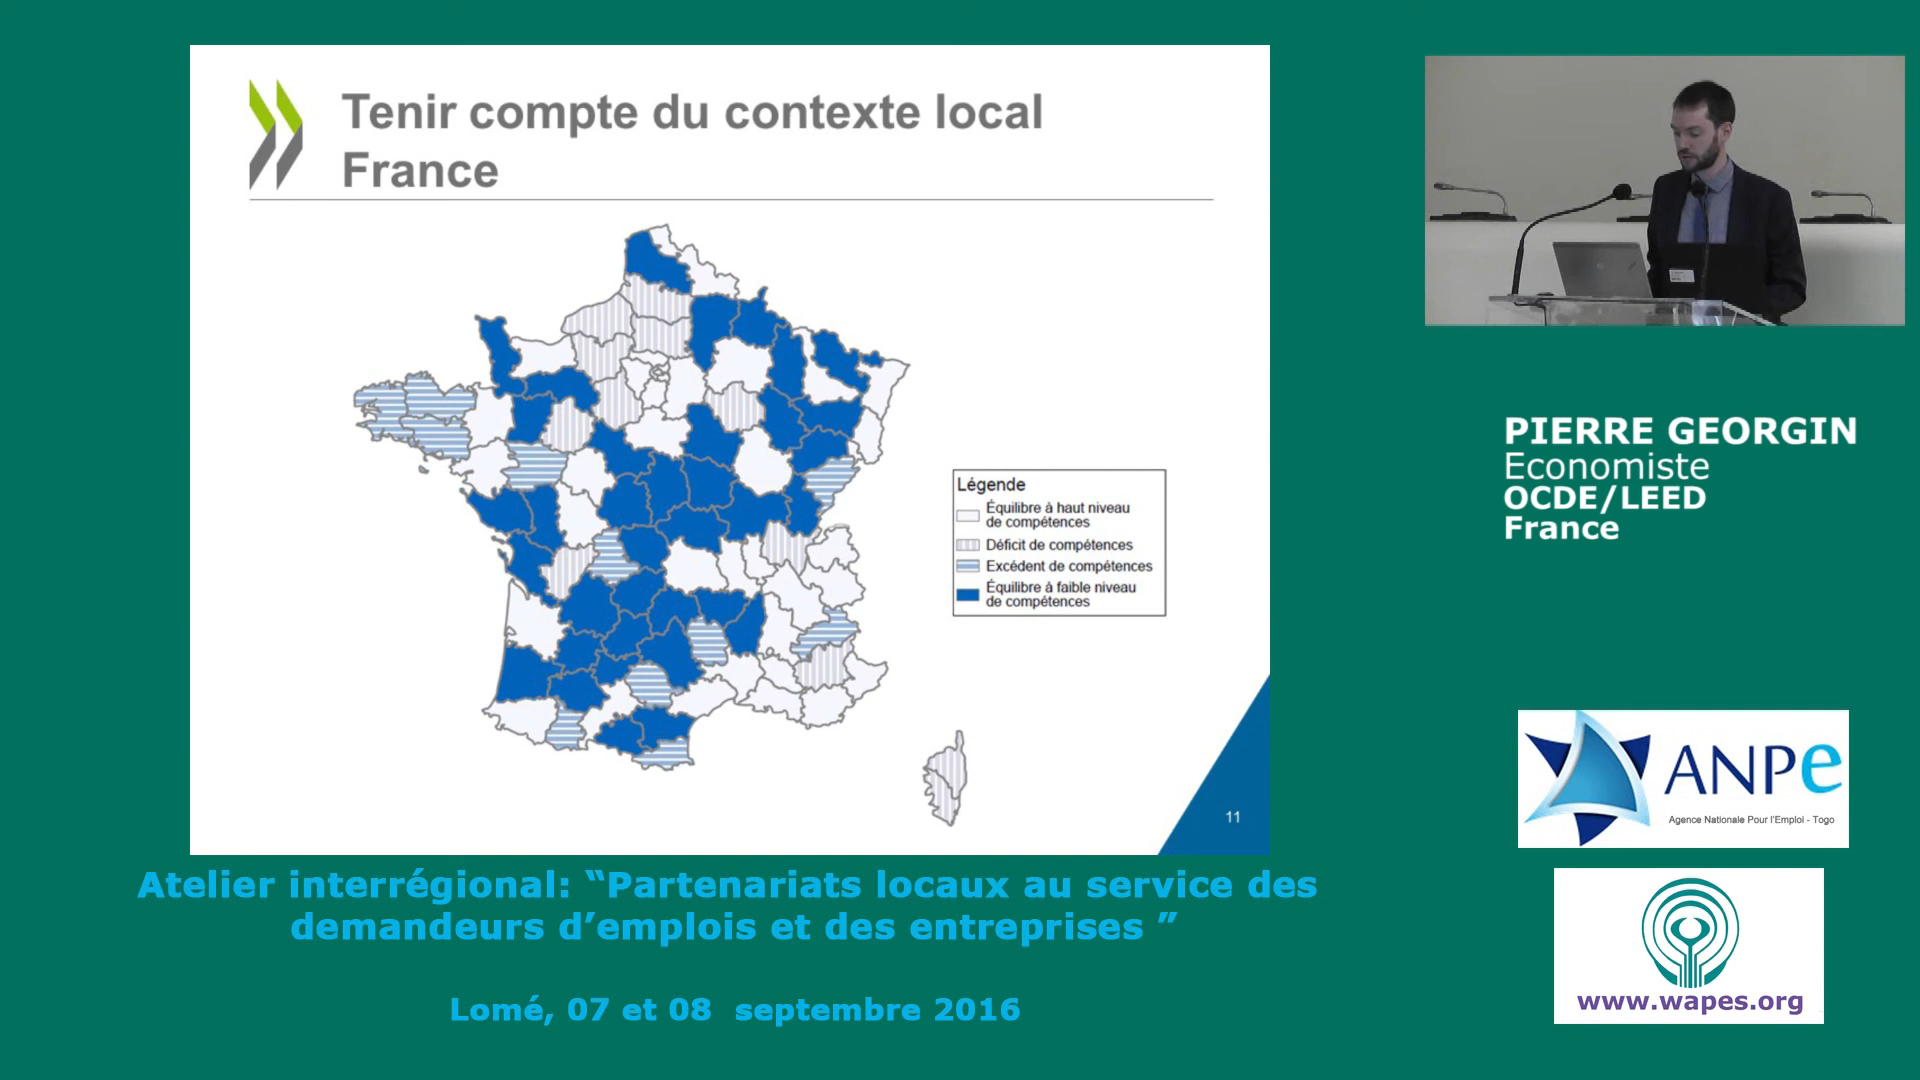 Tenir compte du contexte local
France
Légende
Équilibre à haut niveau
de compétences
Déficit de compétences
Excédent de compétences
Équilibre à faible niveau
de compétences
11
PIERRE GEORGIN
Economiste
OCDE/LEED
France
ANPe
Agence Nationale Pour l'Emploi - Togo
www.wapes.org
Atelier interrégional: “Partenariats locaux au service des
demandeurs d’emplois et des entreprises ”
Lomé, 07 et 08 septembre 2016